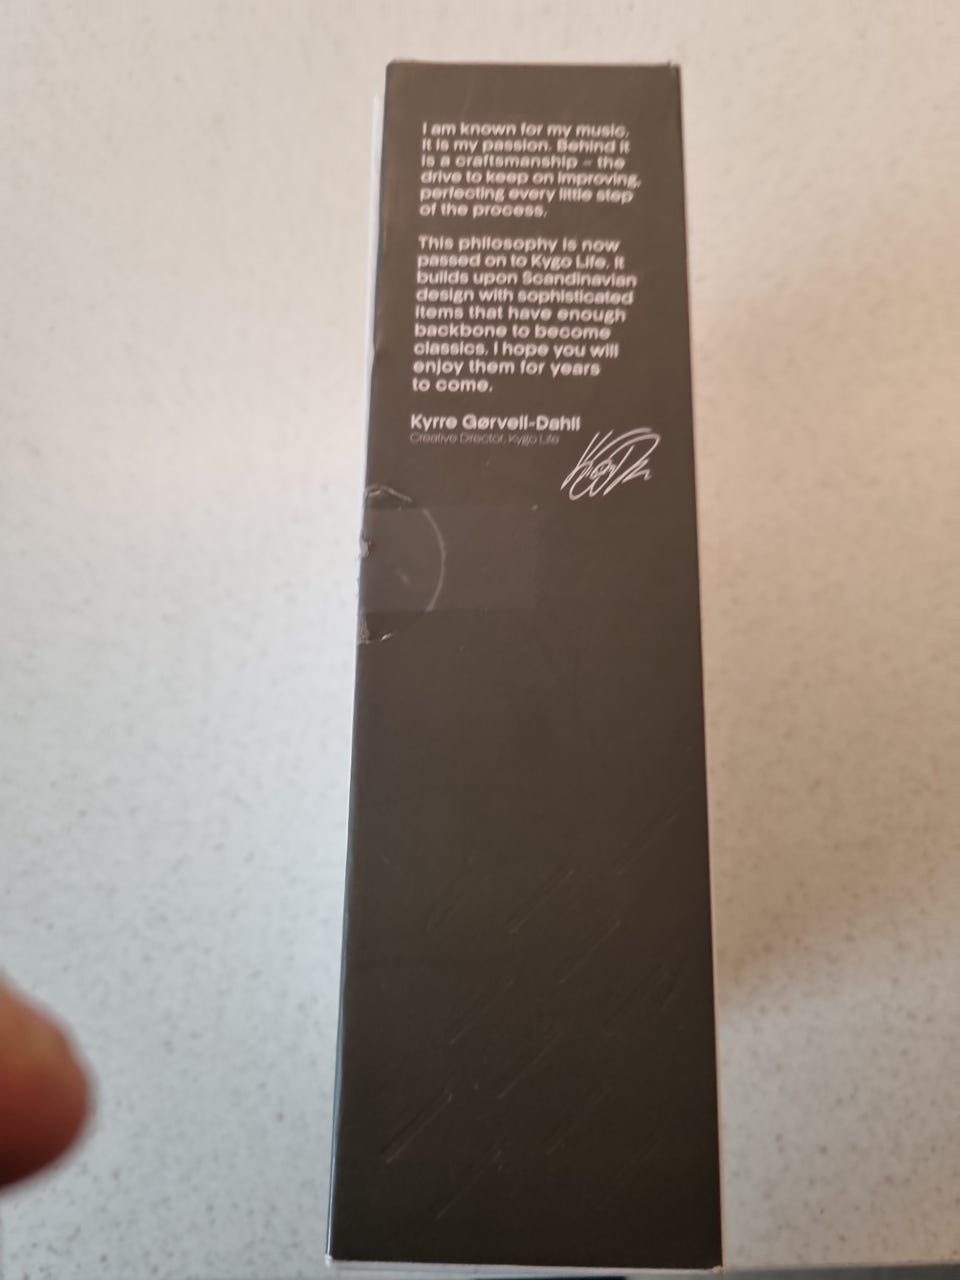 I am known for my music.
It is my passion. Behind it
is a craftsmanship – the
drive to keep on improving,
perfecting every little step
of the process.
This philosophy is now
passed on to Kygo Life. It
builds upon Scandinavian
design with sophisticated
items that have enough
backbone to become
classics. I hope you will
enjoy them for years
to come.
Kyrre Gørvell-Dahll
Creative Director, Kygo Life